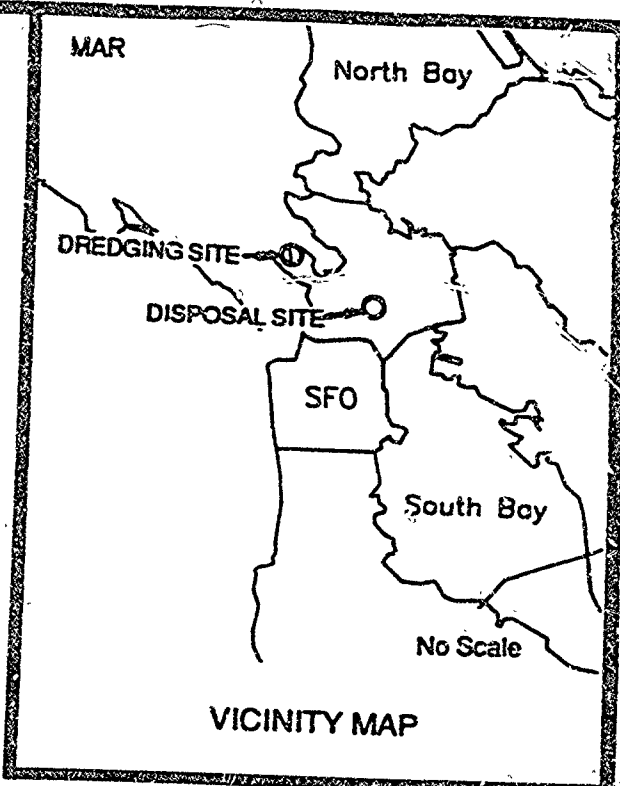 MAR
North Bay
DREDGING SITE
DISPOSAL SITE
SFO
South Bay
No Scale
VICINITY MAP